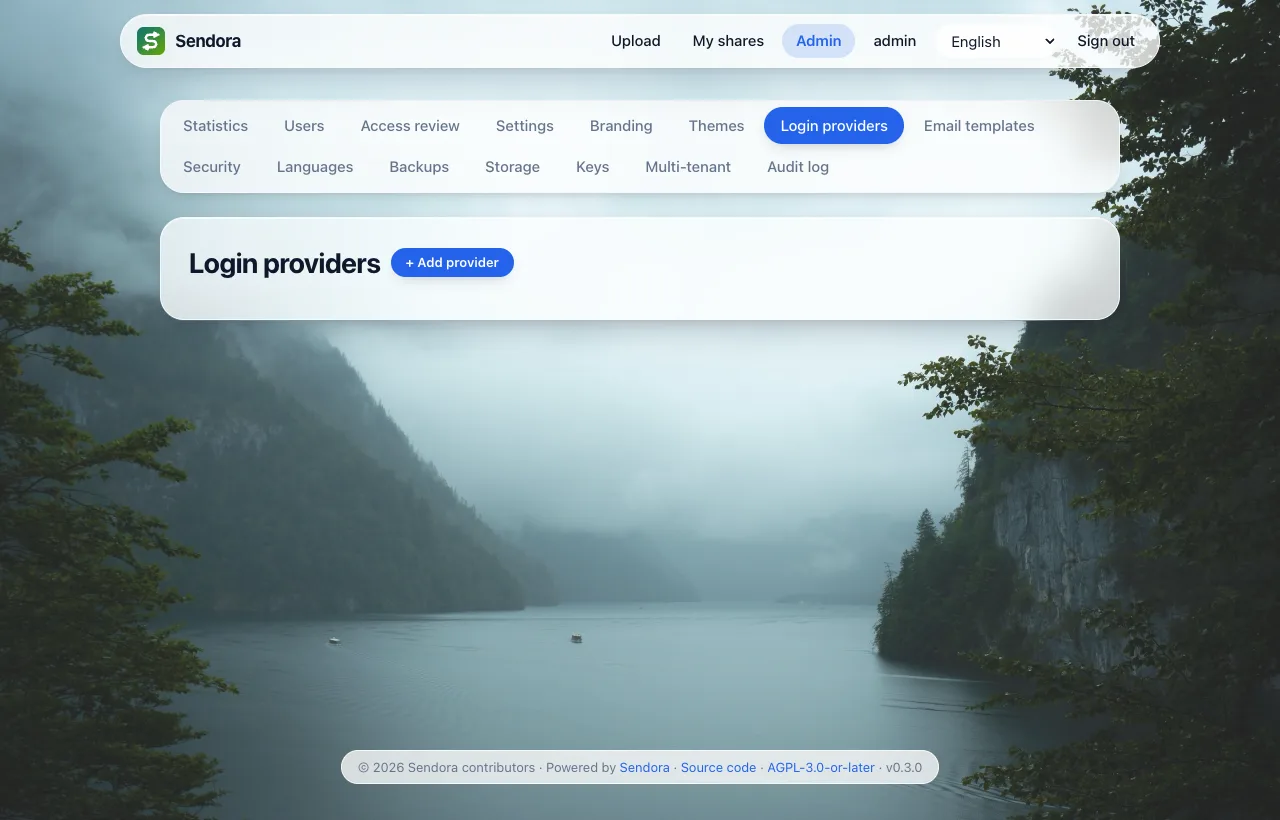 Sendora Upload My shares Admin admin English Sign out
Statistics Users Access review Settings Branding Themes Login providers Email templates
Security Languages Backups Storage Keys Multi-tenant Audit log
Login providers + Add provider
© 2026 Sendora contributors · Powered by Sendora · Source code · AGPL-3.0-or-later · v0.3.0